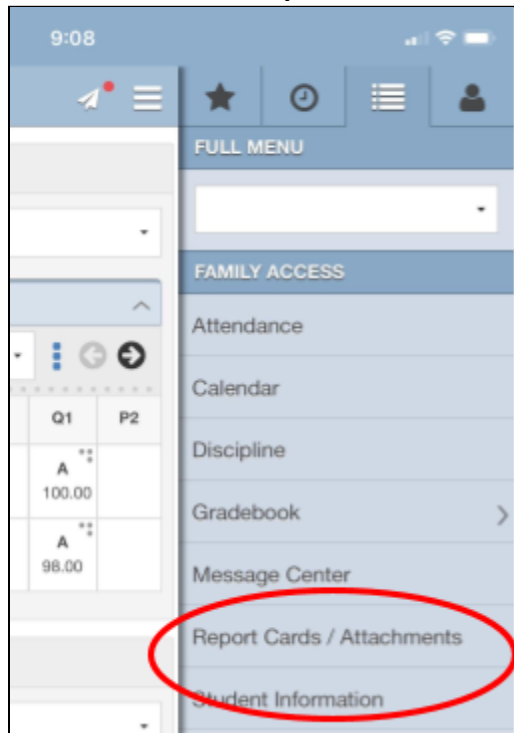 9:08
FULL MENU
FAMILY ACCESS
Attendance
Calendar
Discipline
Gradebook
Message Center
Report Cards / Attachments
Student Information
Q1 P2
A
100.00
A
98.00